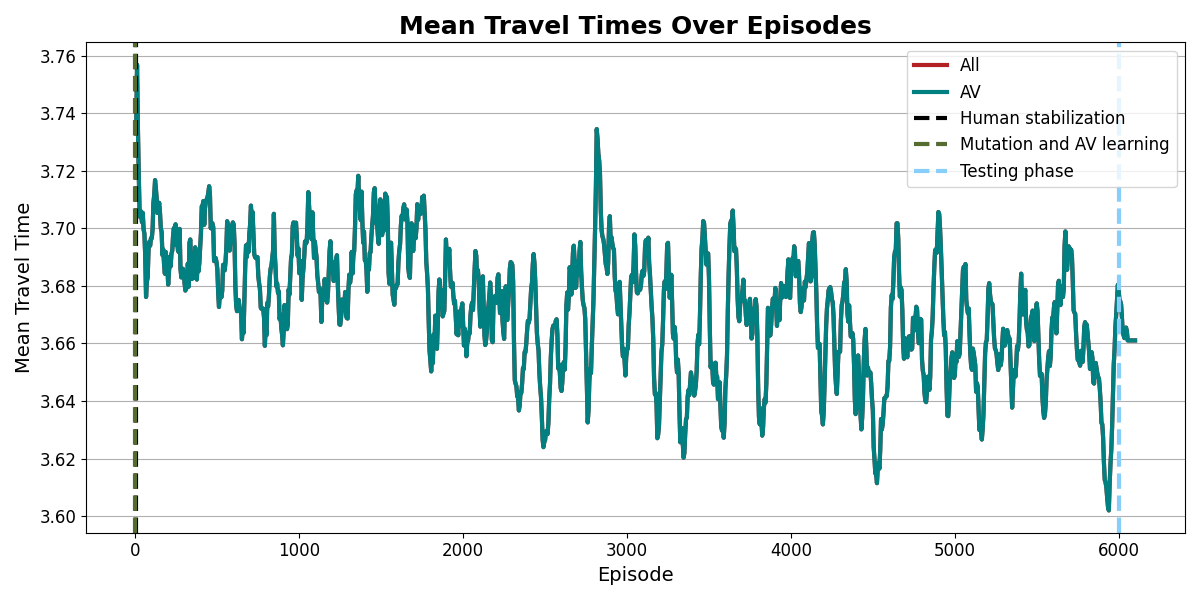 Mean Travel Times Over Episodes
Mean Travel Time
3.76
3.74
3.72
3.70
3.68
3.66
3.64
3.62
3.60
All
AV
Human stabilization
Mutation and AV learning
Testing phase
0 1000 2000 3000 4000 5000 6000
Episode